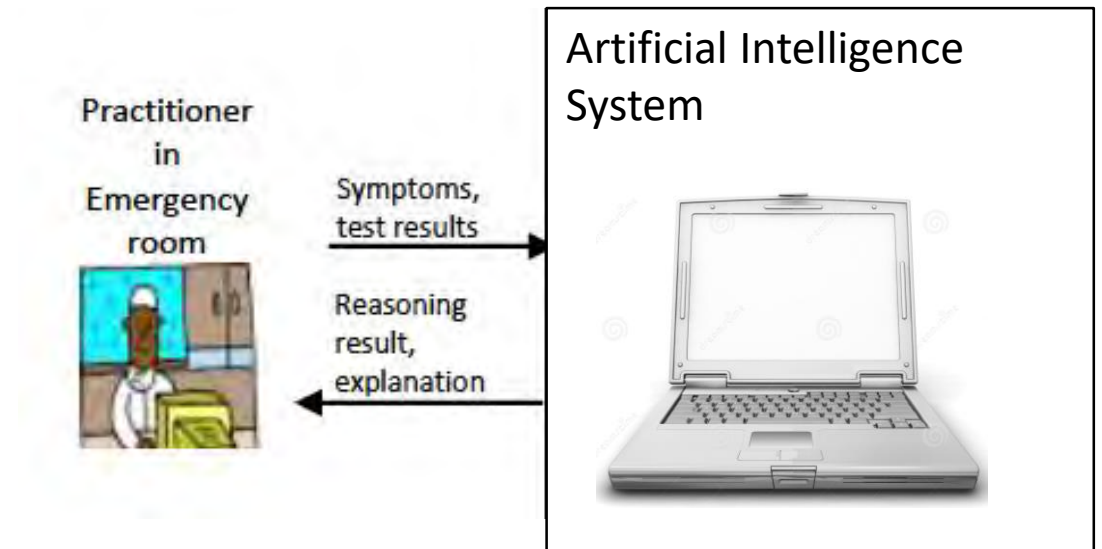 Artificial Intelligence
System
Practitioner
in
Emergency
room
Symptoms,
test results
Reasoning
result,
explanation